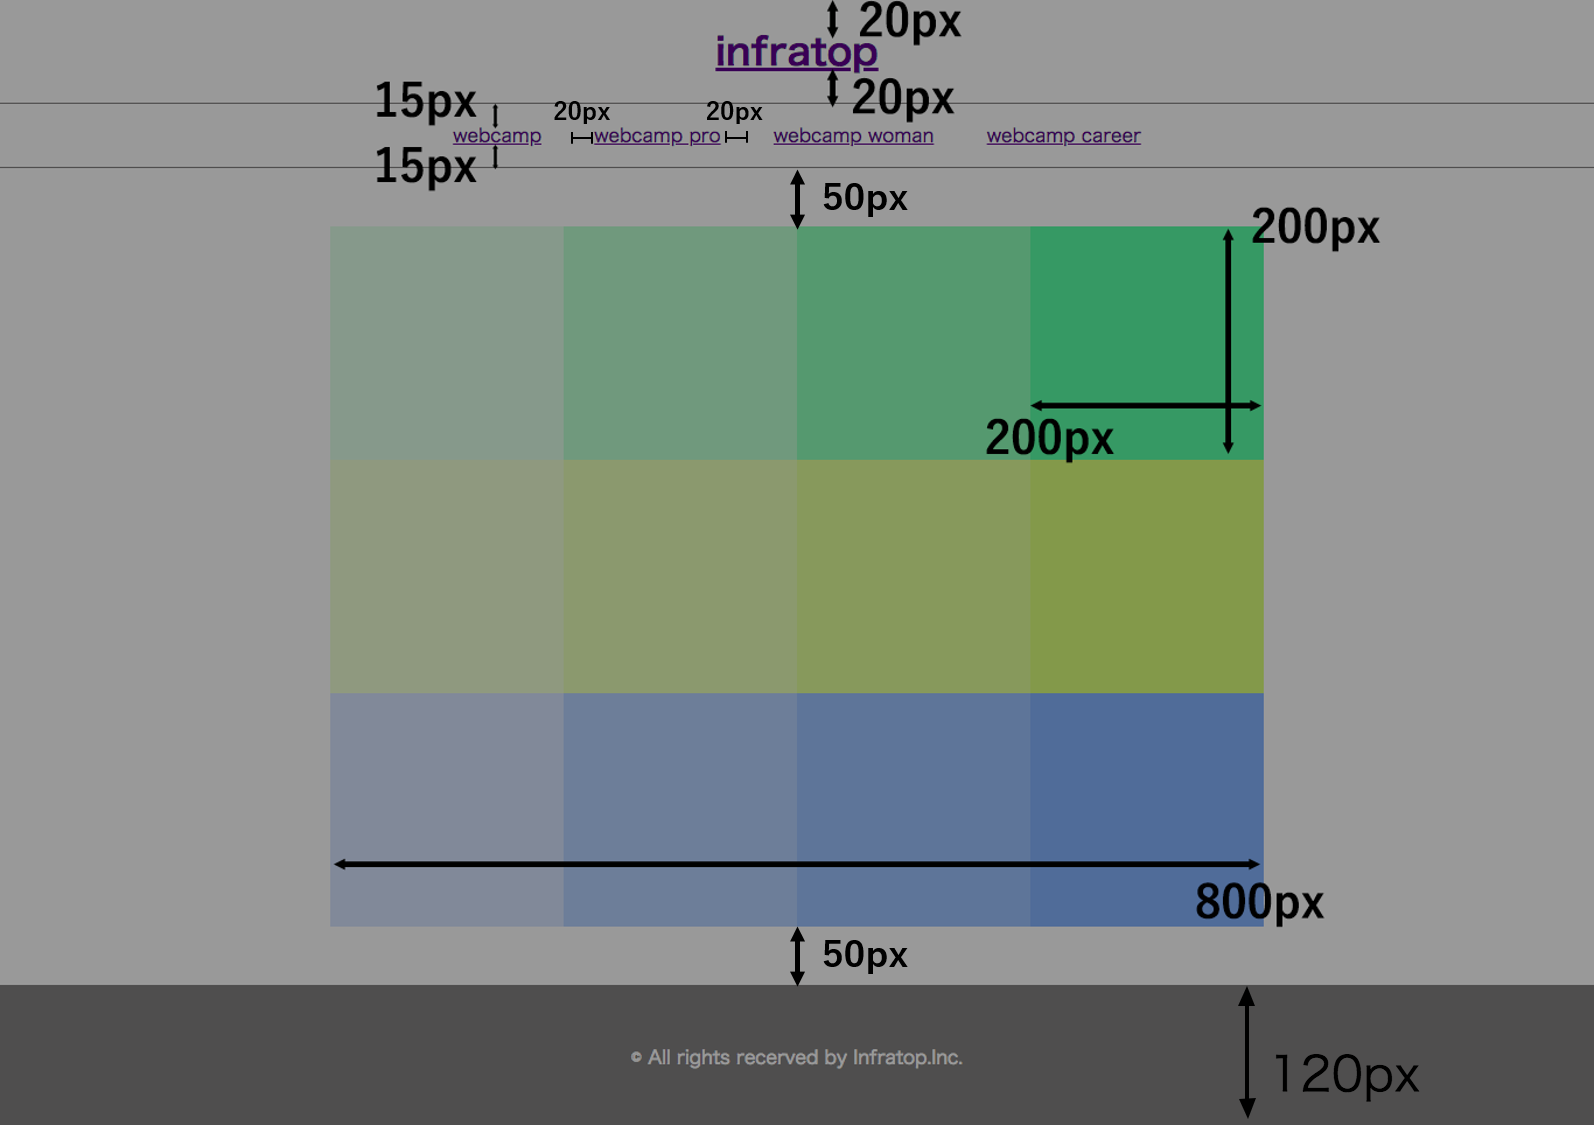 20px
infratop
20px
15px
20px
20px
webcamp
webcamp pro
webcamp woman
webcamp career
15px
50px
200px
200px
800px
50px
© All rights recerved by Infratop.Inc.
120px